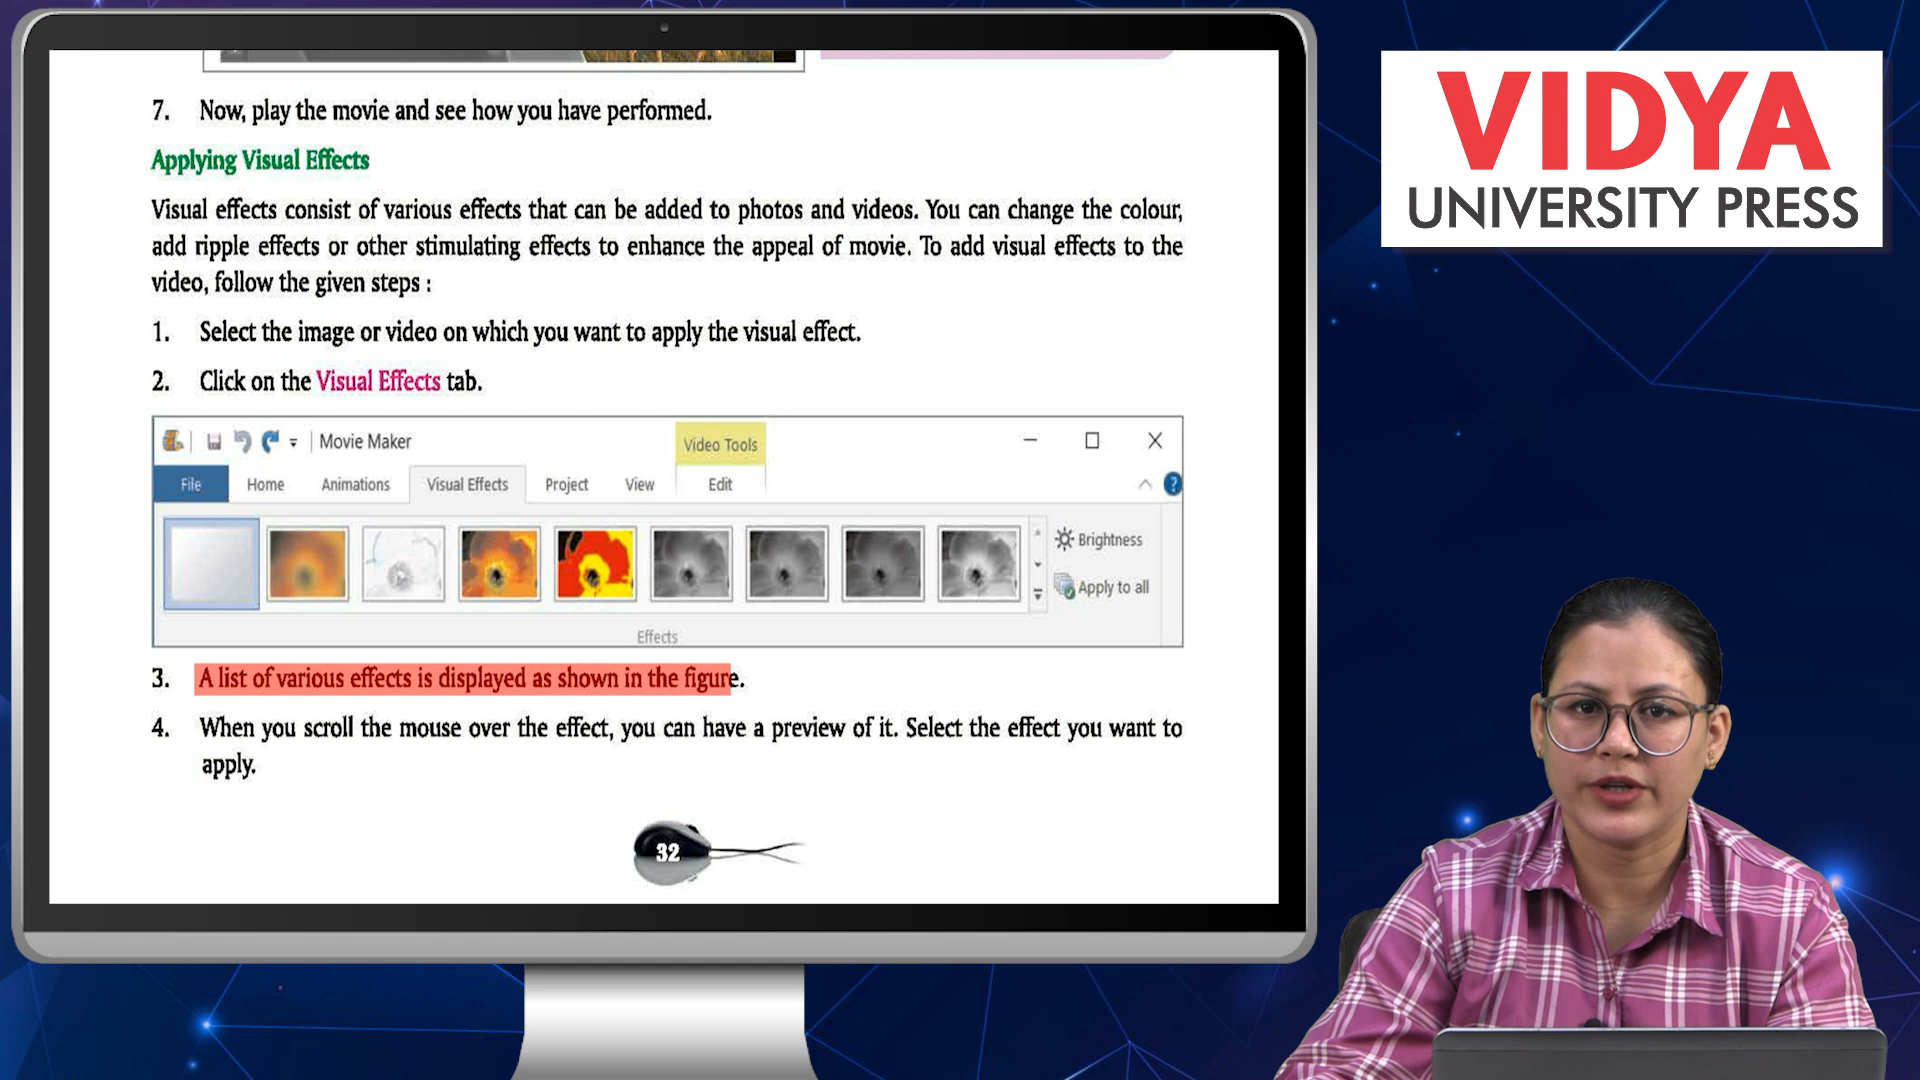 7. Now, play the movie and see how you have performed.
Applying Visual Effects
Visual effects consist of various effects that can be added to photos and videos. You can change the colour,
add ripple effects or other stimulating effects to enhance the appeal of movie. To add visual effects to the
video, follow the given steps :
1. Select the image or video on which you want to apply the visual effect.
2. Click on the Visual Effects tab.
Movie Maker
Video Tools
File Home Animations Visual Effects Project View Edit
?
Brightness
Apply to all
Effects
3. A list of various effects is displayed as shown in the figure.
4. When you scroll the mouse over the effect, you can have a preview of it. Select the effect you want to
apply.
32
VIDYA
UNIVERSITY PRESS